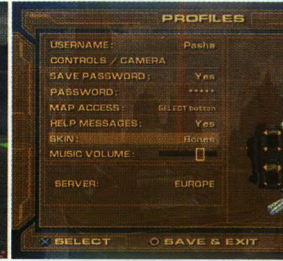 PROFILES
USERNAME: Pasha
CONTROLS / CAMERA
SAVE PASSWORD: Yes
PASSWORD: *****
MAP ACCESS: SELECT button
HELP MESSAGES: Yes
SKIN: Bones
MUSIC VOLUME:
SERVER: EUROPE
SELECT
SAVE & EXIT